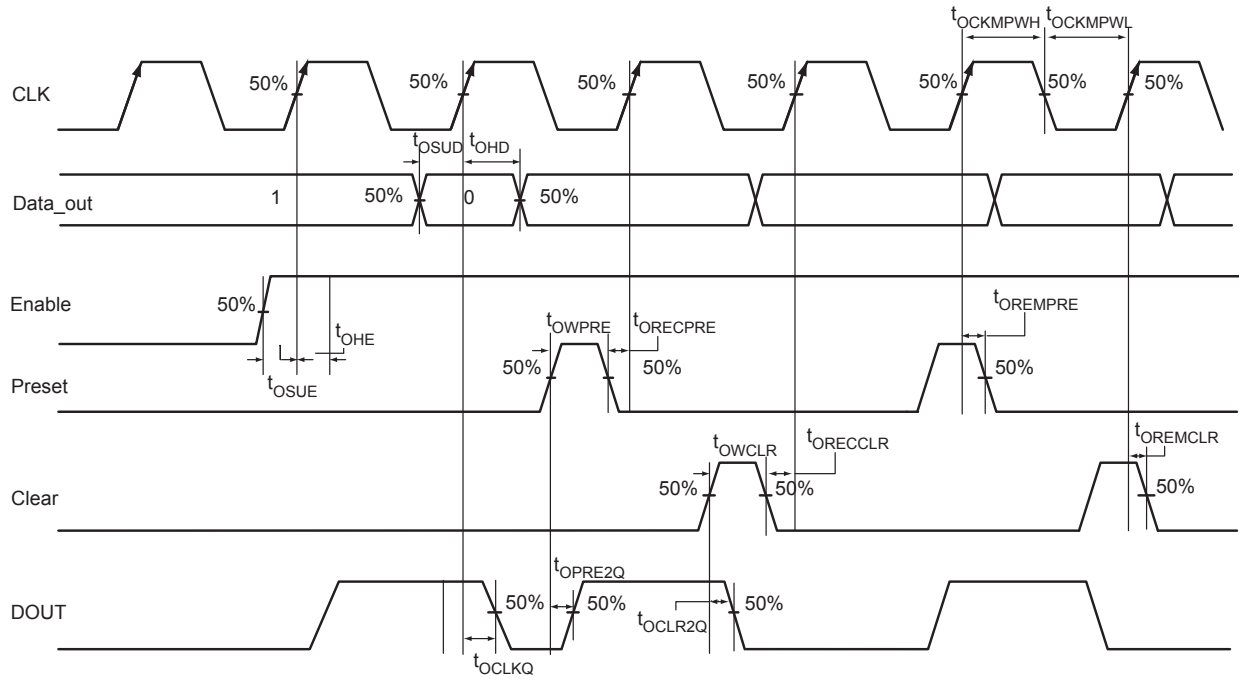 tOCKMPWH tOCKMPWL
CLK 50% 50% 50% 50% 50% 50% 50%
tOSUD tOHD
Data_out 1 50% 0 50%
Enable 50%
tOHE
tOSUE
tOWPRE tORECPRE tOREMPRE
Preset 50% 50% 50%
tOWCLR tORECCLR tOREMCLR
Clear 50% 50% 50%
tOPRE2Q
DOUT 50% 50% 50%
tOCLR2Q
tOCLKQ